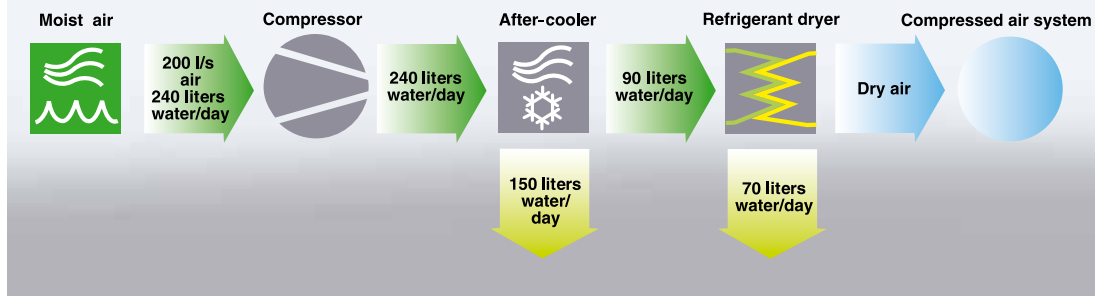 Moist air
Compressor
After-cooler
Refrigerant dryer
Compressed air system
200 l/s
air
240 liters
water/day
240 liters
water/day
90 liters
water/day
Dry air
150 liters
water/
day
70 liters
water/day